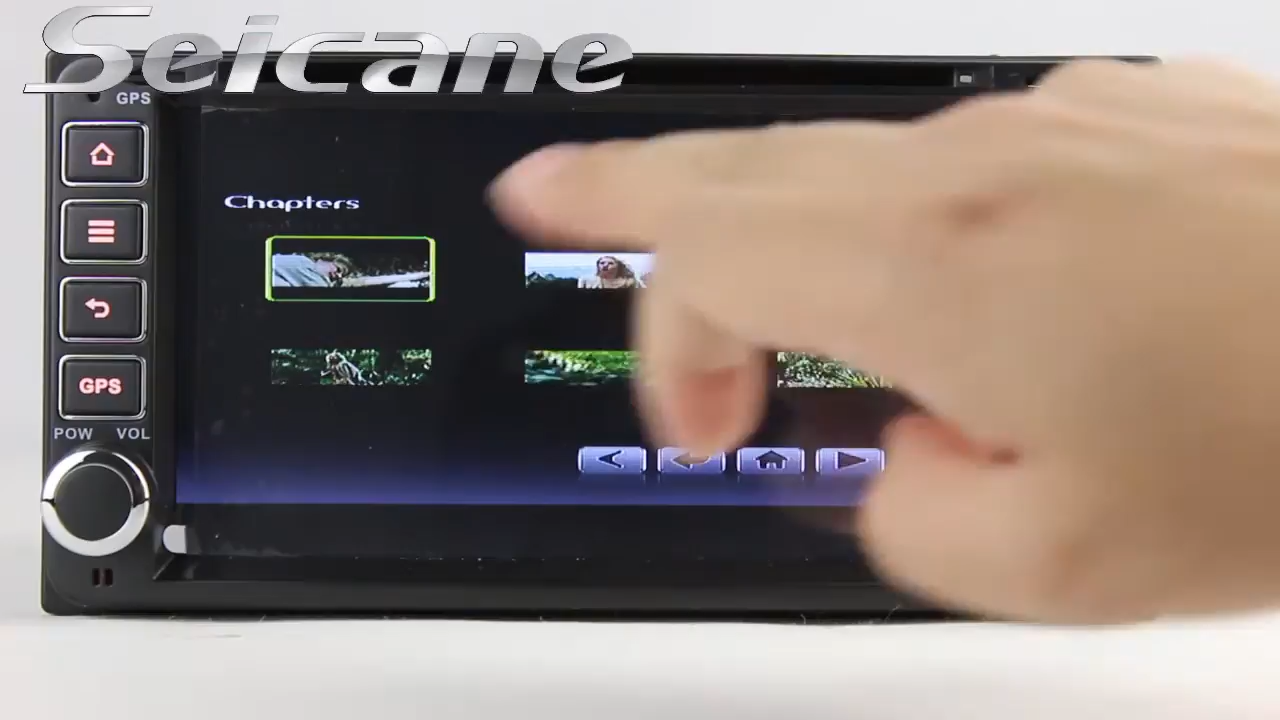 Seicane
GPS
Chapters
GPS
POW VOL